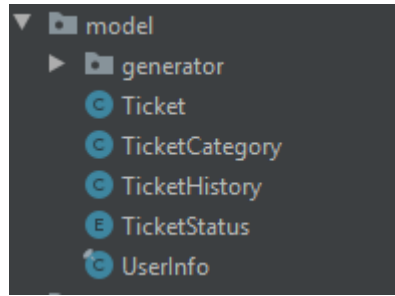 model
generator
C Ticket
C TicketCategory
C TicketHistory
E TicketStatus
C UserInfo